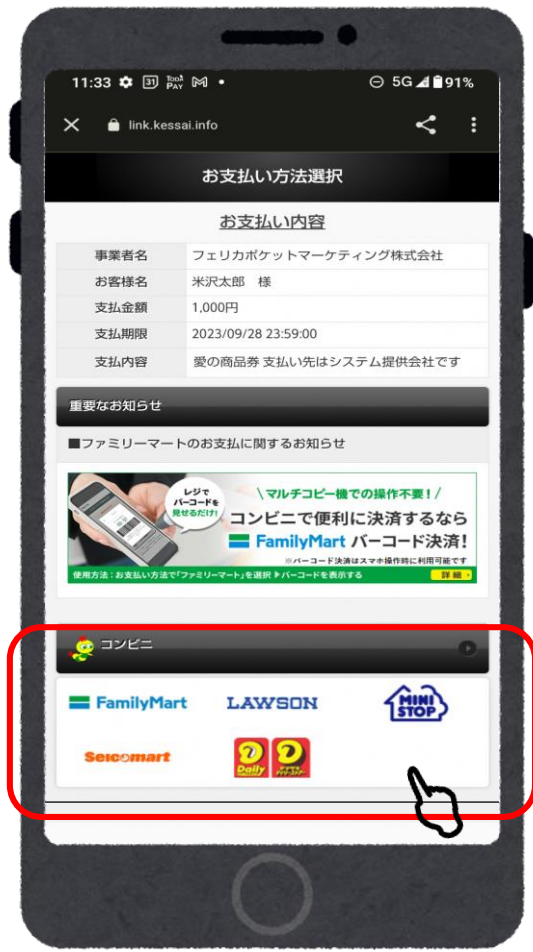 11:33 31 Tool PAY 5G 91%
link.kessai.info
お支払い方法選択
お支払い内容
事業者名 フェリカポケットマーケティング株式会社
お客様名 米沢太郎 様
支払金額 1,000円
支払期限 2023/09/28 23:59:00
支払内容 愛の商品券 支払い先はシステム提供会社です
重要なお知らせ
■ファミリーマートのお支払に関するお知らせ
レジで
バーコードを
見せるだけ!
\マルチコピー機での操作不要!/
コンビニで便利に決済するなら
FamilyMart バーコード決済!
※バーコード決済はスマホ操作時に利用可能です
使用方法:お支払い方法で「ファミリーマート」を選択▶バーコードを表示する 詳細
コンビニ
FamilyMart LAWSON MINI STOP
Seicomart Daily